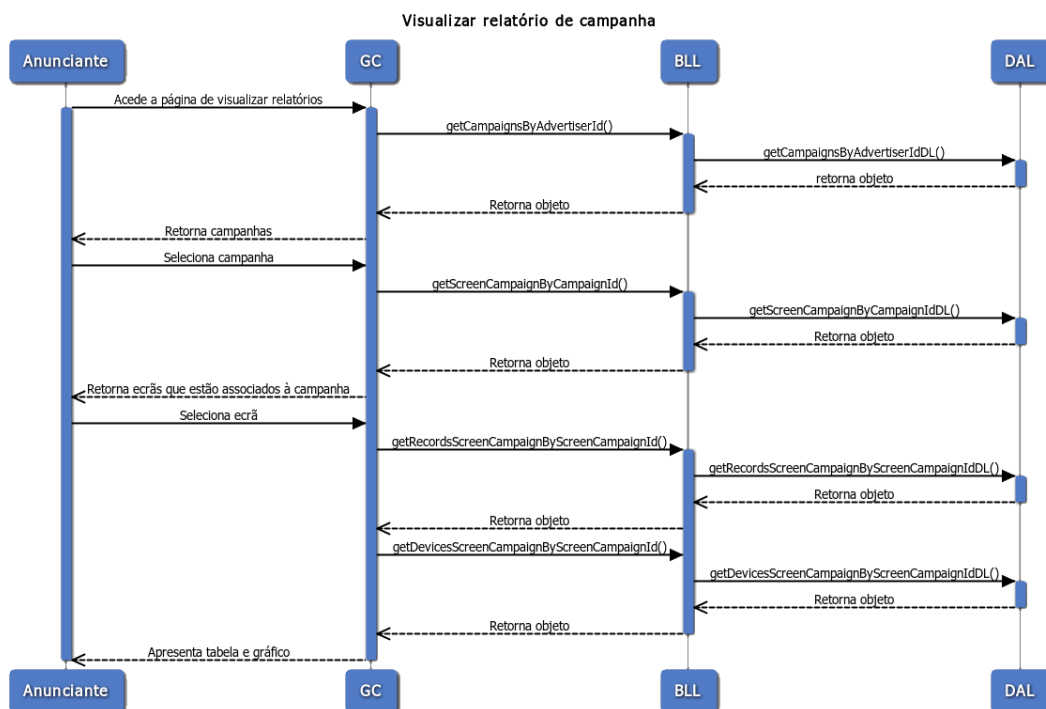 Visualizar relatório de campanha
Anunciante
GC
BLL
DAL
Acede a página de visualizar relatórios
getCampaignsByAdvertiserId()
getCampaignsByAdvertiserIdDL()
retorna objeto
Retorna objeto
Retorna campanhas
Seleciona campanha
getScreenCampaignByCampaignId()
getScreenCampaignByCampaignIdDL()
Retorna objeto
Retorna objeto
Retorna ecrãs que estão associados à campanha
Seleciona ecrã
getRecordsScreenCampaignByScreenCampaignId()
getRecordsScreenCampaignByScreenCampaignIdDL()
Retorna objeto
Retorna objeto
getDevicesScreenCampaignByScreenCampaignId()
getDevicesScreenCampaignByScreenCampaignIdDL()
Retorna objeto
Retorna objeto
Apresenta tabela e gráfico
Anunciante
GC
BLL
DAL